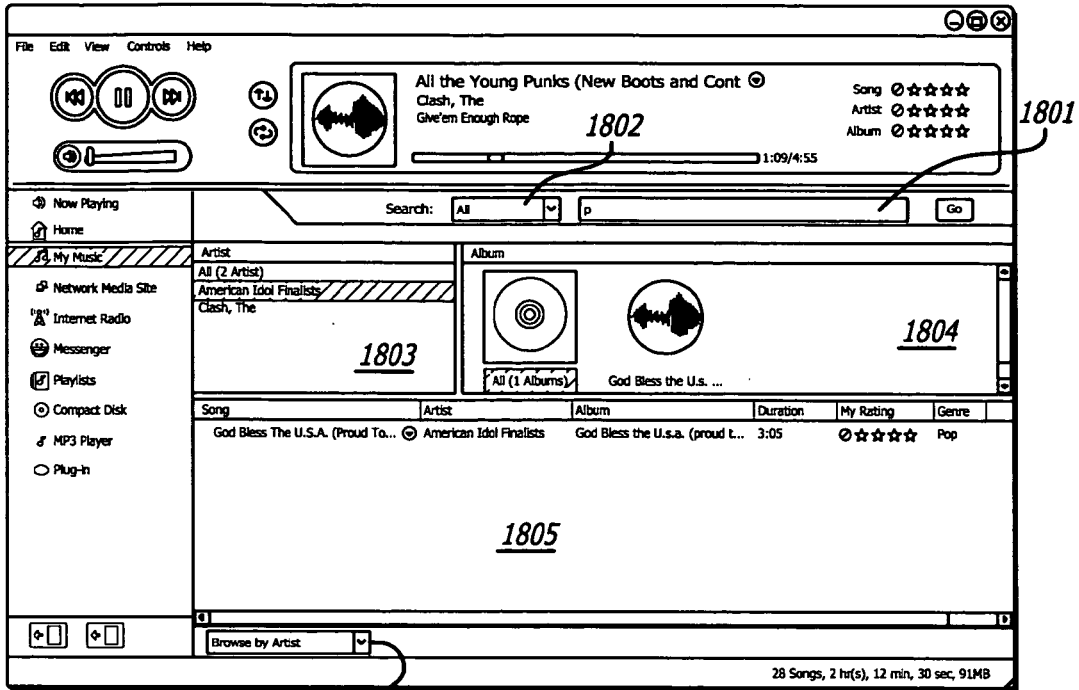 File Edit View Controls Help
All the Young Punks (New Boots and Cont
Clash, The
Give'em Enough Rope
1:09/4:55
Song
Artist
Album
1801
1802
Now Playing
Home
My Music
Network Media Site
Internet Radio
Messenger
Playlists
Compact Disk
MP3 Player
Plug-in
Search: All p Go
Artist
All (2 Artist)
American Idol Finalists
Clash, The
1803
Album
All (1 Albums)
God Bless the U.s. ...
1804
Song Artist Album Duration My Rating Genre
God Bless The U.S.A. (Proud To... American Idol Finalists God Bless the U.s.a. (proud t... 3:05 Pop
1805
Browse by Artist
28 Songs, 2 hr(s), 12 min, 30 sec, 91MB